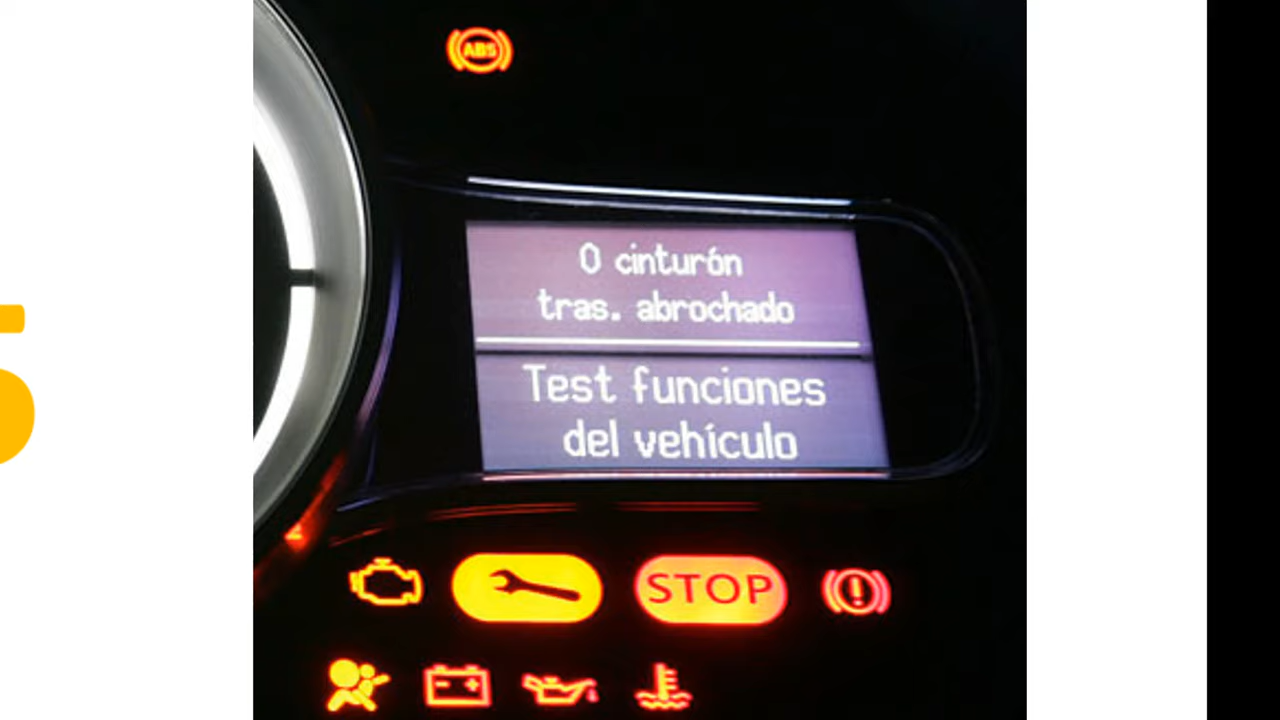 ABS
0 cinturón
tras. abrochado
Test funciones
del vehículo
STOP